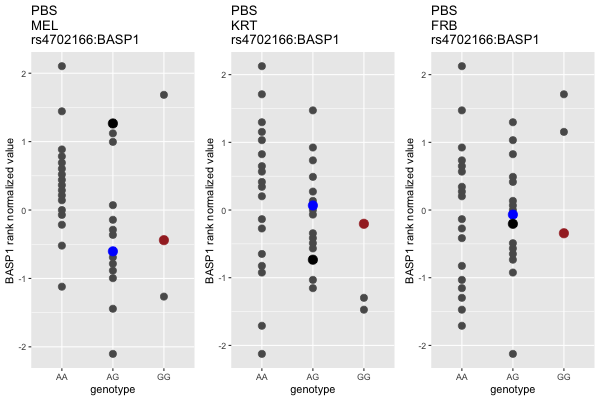 PBS
MEL
rs4702166:BASP1
BASP1 rank normalized value
2
1
0
-1
-2
AA
AG
GG
genotype
PBS
KRT
rs4702166:BASP1
BASP1 rank normalized value
2
1
0
-1
-2
AA
AG
GG
genotype
PBS
FRB
rs4702166:BASP1
BASP1 rank normalized value
2
1
0
-1
-2
AA
AG
GG
genotype